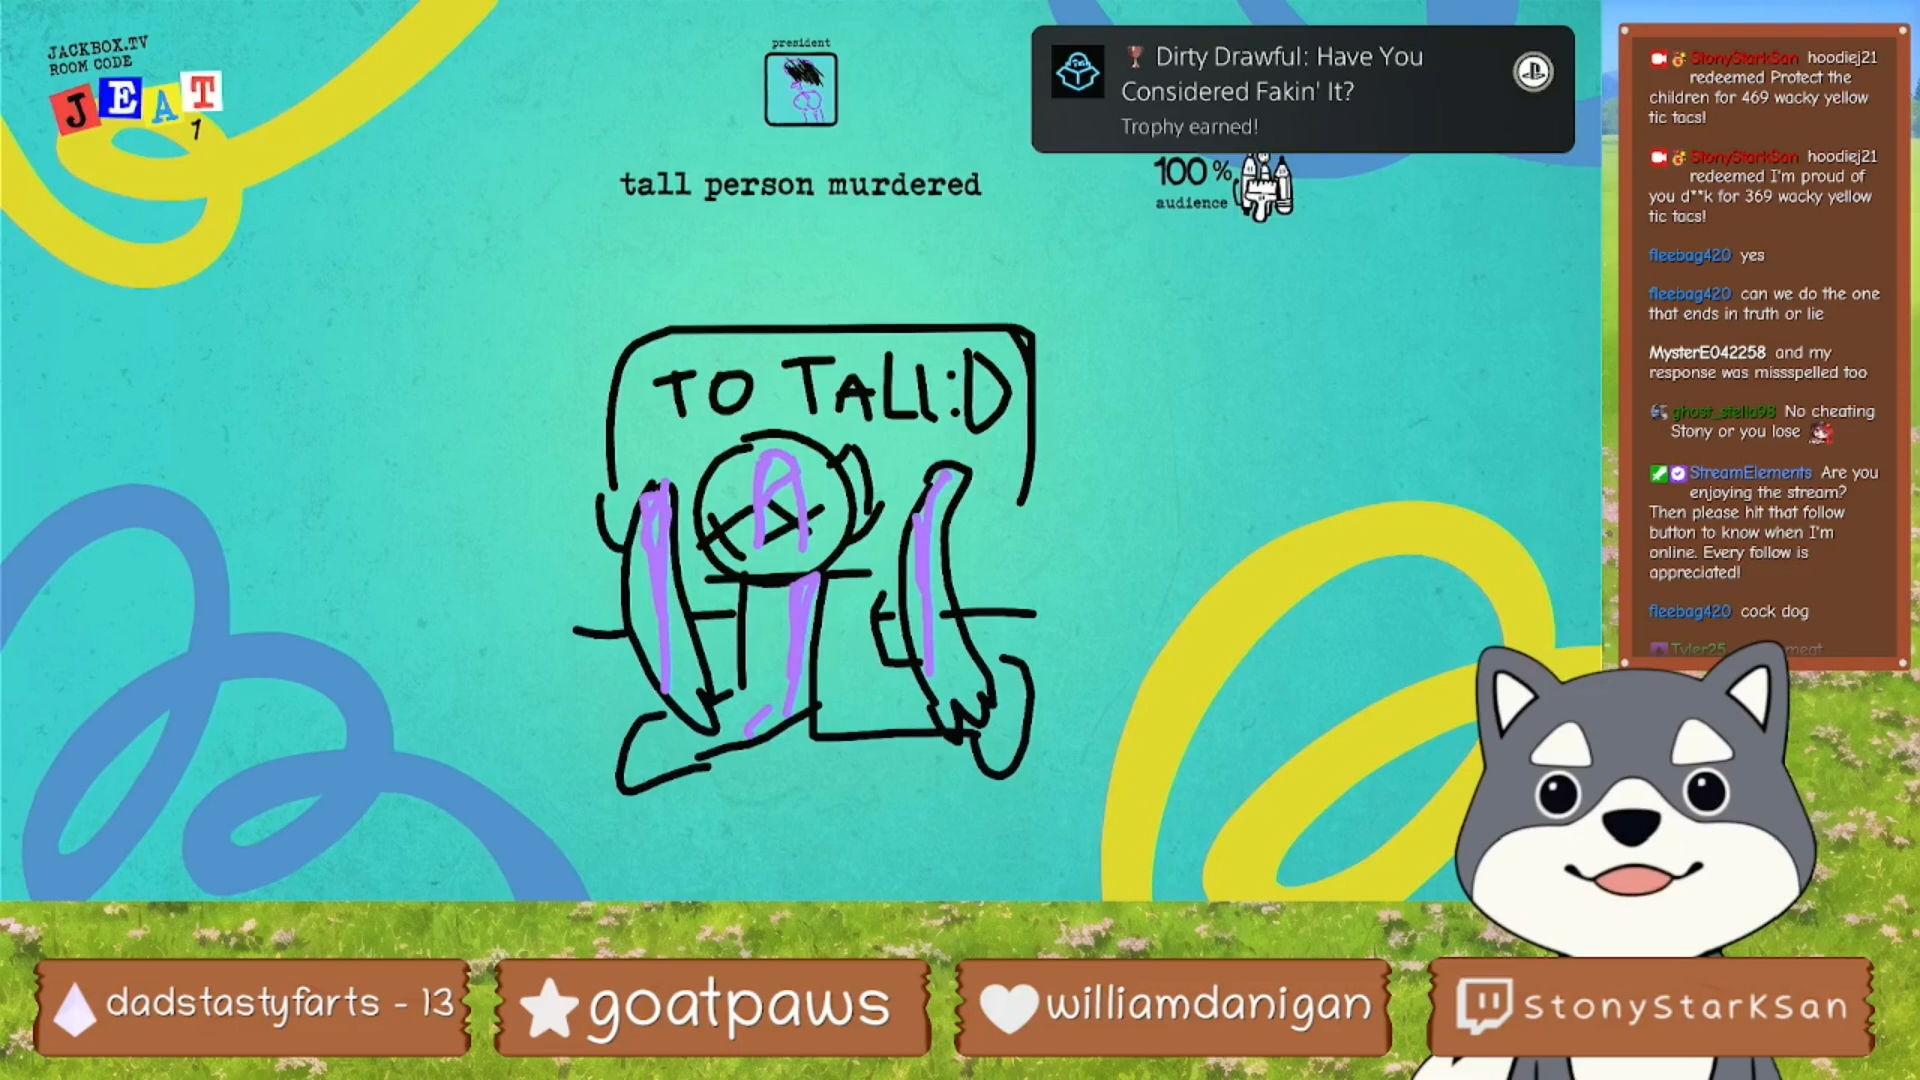 JACKBOX.TV
ROOM CODE
JEAT
1
president
tall person murdered
Dirty Drawful: Have You
Considered Fakin' It?
Trophy earned!
100%
audience
TO TALL:D
StonyStarkSan hoodiej21
redeemed Protect the
children for 469 wacky yellow
tic tacs!
StonyStarkSan hoodiej21
redeemed I'm proud of
you d**k for 369 wacky yellow
tic tacs!
fleebag420 yes
fleebag420 can we do the one
that ends in truth or lie
MysterE042258 and my
response was missspelled too
ghost_stella98 No cheating
Stony or you lose
StreamElements Are you
enjoying the stream?
Then please hit that follow
button to know when I'm
online. Every follow is
appreciated!
fleebag420 cock dog
Tyler25 meat
dadstastyfarts - 13
goatpaws
williamdanigan
StonyStarkSan